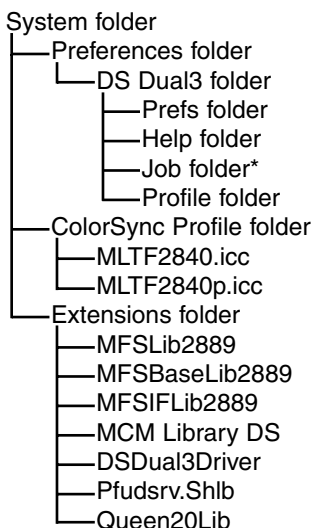 System folder
Preferences folder
DS Dual3 folder
Prefs folder
Help folder
Job folder*
Profile folder
ColorSync Profile folder
MLTF2840.icc
MLTF2840p.icc
Extensions folder
MFSLib2889
MFSBaseLib2889
MFSIFLib2889
MCM Library DS
DSDual3Driver
Pfudsrv.Shlb
Queen20Lib